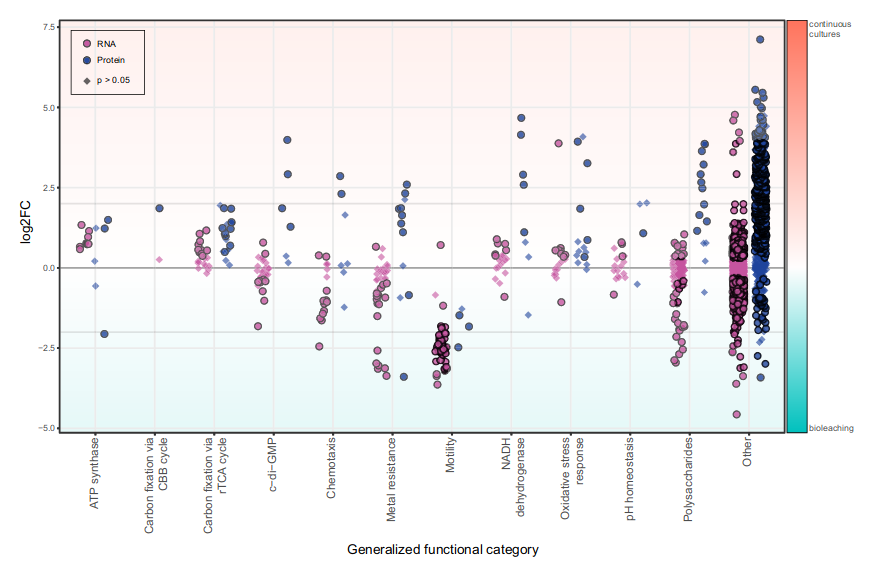 7.5
5.0
2.5
0.0
−2.5
−5.0
log2FC
RNA
Protein
p > 0.05
continuous
cultures
bioleaching
ATP synthase
Carbon fixation via
CBB cycle
Carbon fixation via
rTCA cycle
c−di−GMP
Chemotaxis
Metal resistance
Motility
NADH
dehydrogenase
Oxidative stress
response
pH homeostasis
Polysaccharides
Other
Generalized functional category